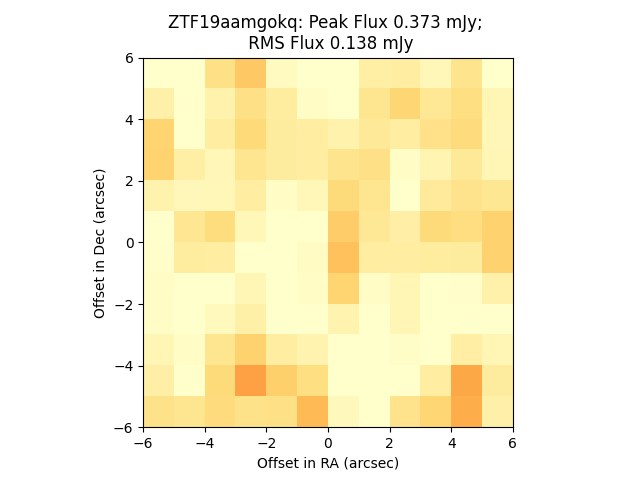 ZTF19aamgokq: Peak Flux 0.373 mJy;
RMS Flux 0.138 mJy
6
4
2
0
−2
−4
−6
Offset in Dec (arcsec)
−6 −4 −2 0 2 4 6
Offset in RA (arcsec)